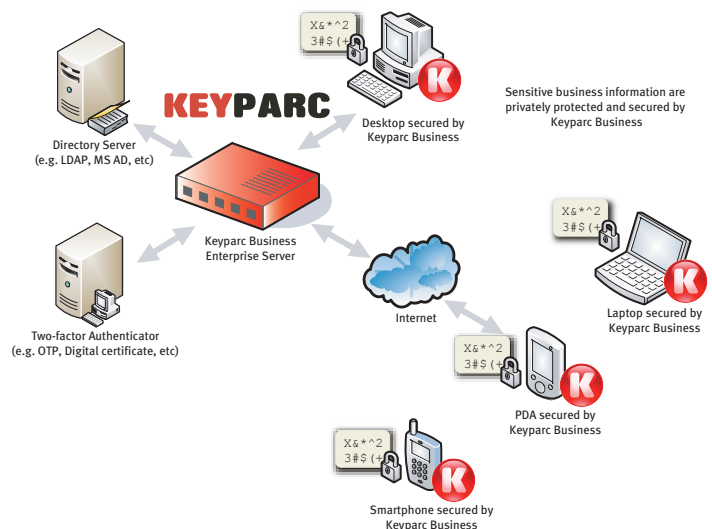 X&*^2
3#$(+
KEYPARC
K
Directory Server
(e.g. LDAP, MS AD, etc)
Desktop secured by
Keyparc Business
Sensitive business information are
privately protected and secured by
Keyparc Business
Keyparc Business
Enterprise Server
X&*^2
3#$(+
K
Laptop secured by
Keyparc Business
Internet
Two-factor Authenticator
(e.g. OTP, Digital certificate, etc)
X&*^2
3#$(+
K
PDA secured by
Keyparc Business
X&*^2
3#$(+
K
Smartphone secured by
Keyparc Business